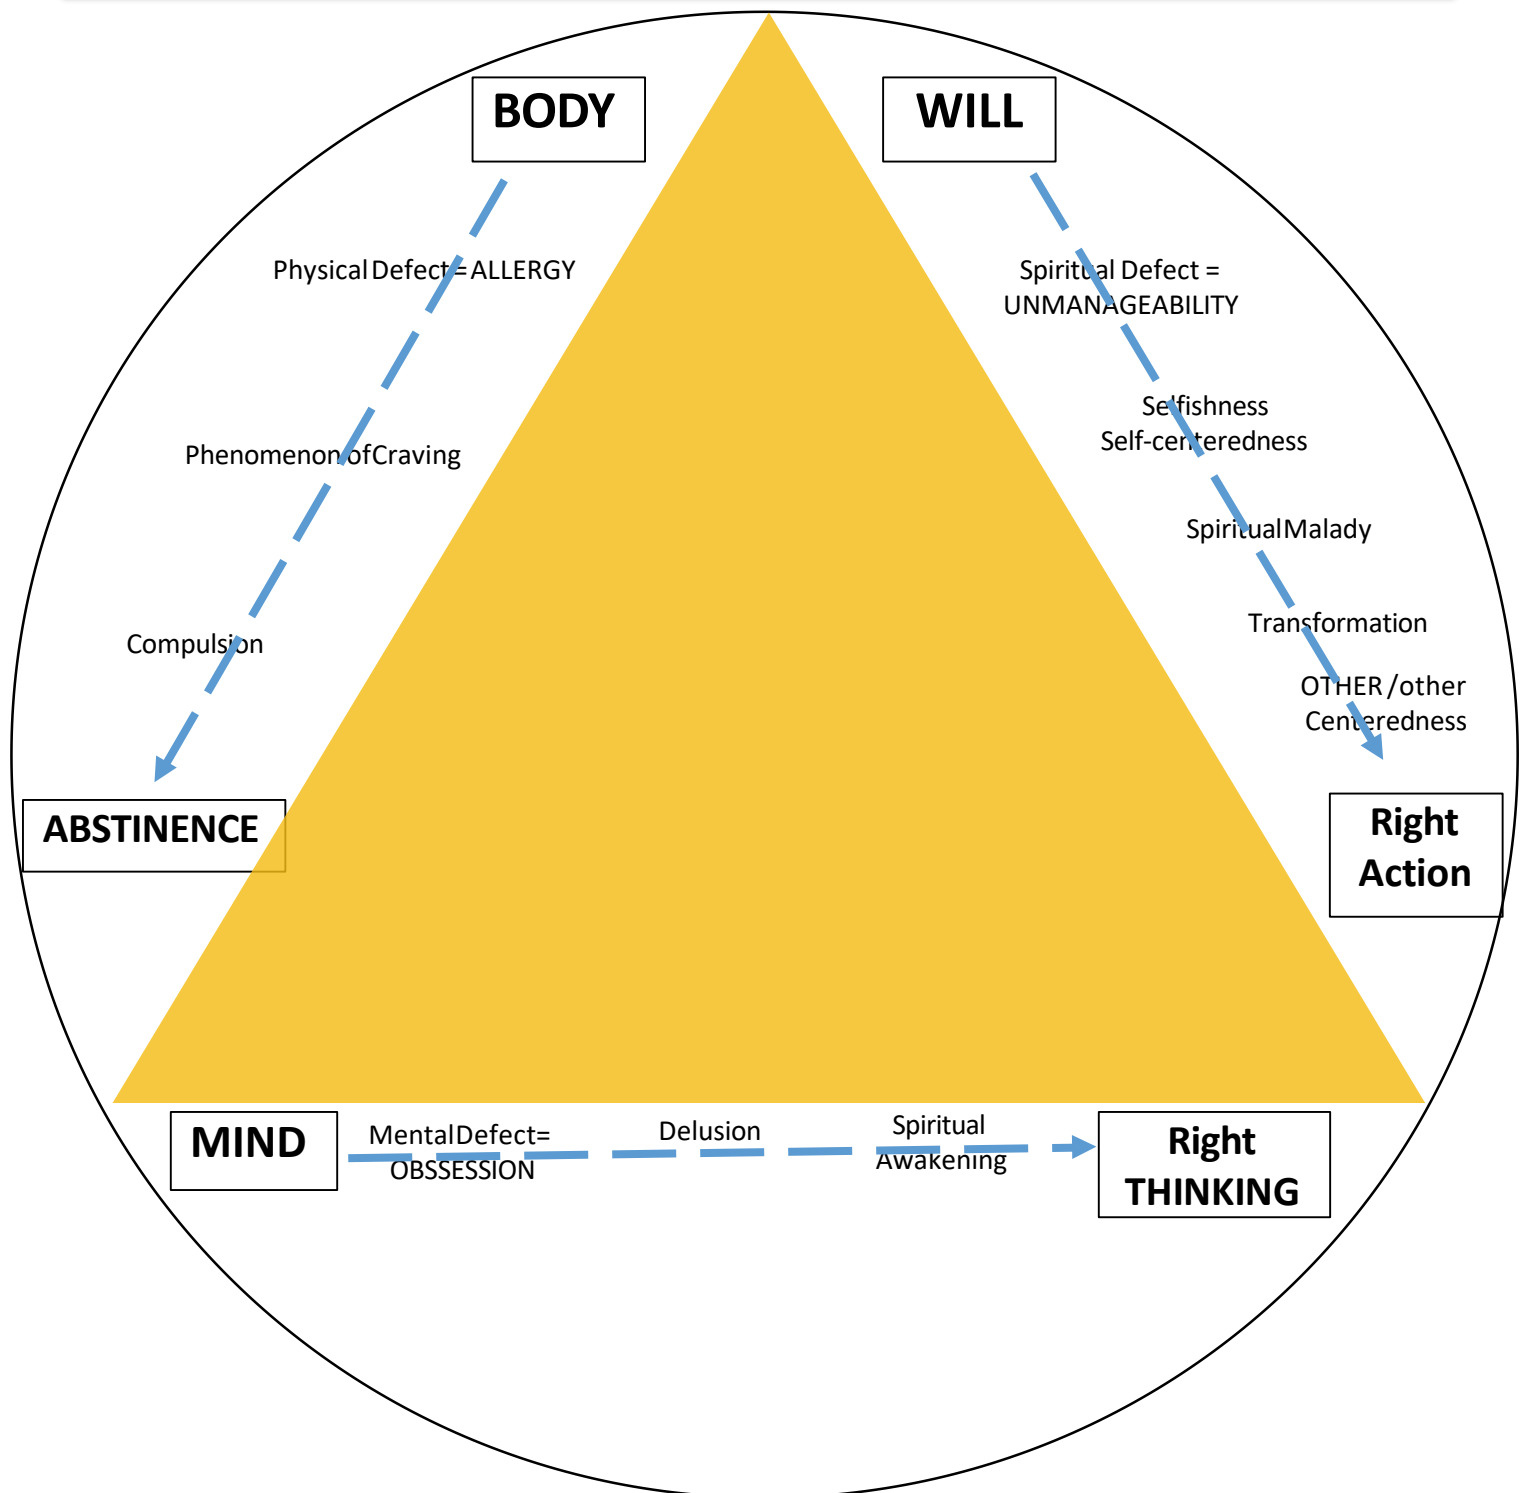 BODY
Physical Defect = ALLERGY
Phenomenon of Craving
Compulsion
ABSTINENCE
WILL
Spiritual Defect =
UNMANAGEABILITY
Selfishness
Self-centeredness
Spiritual Malady
Transformation
OTHER / other
Centeredness
Right
Action
MIND
Mental Defect =
OBSSESSION
Delusion
Spiritual
Awakening
Right
THINKING